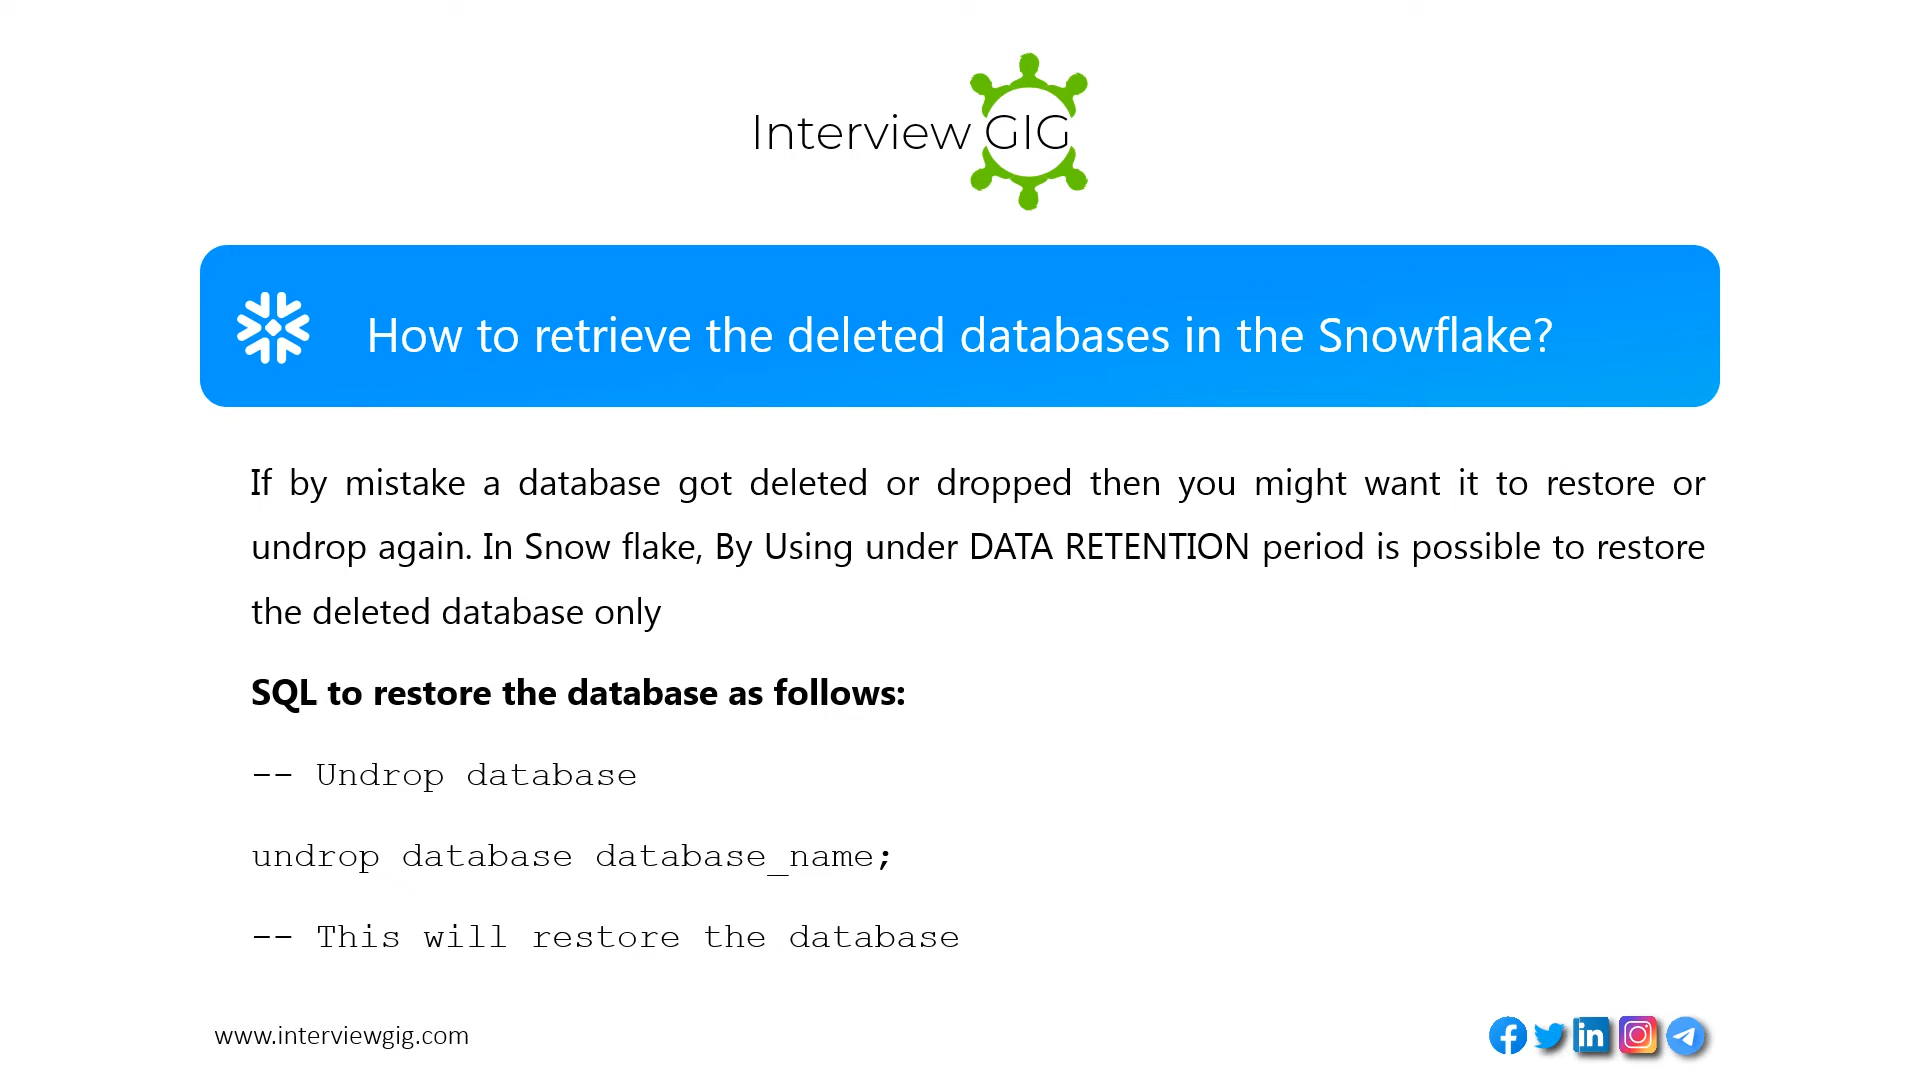 Interview GIG
How to retrieve the deleted databases in the Snowflake?
If by mistake a database got deleted or dropped then you might want it to restore or
undrop again. In Snow flake, By Using under DATA RETENTION period is possible to restore
the deleted database only
SQL to restore the database as follows:
-- Undrop database
undrop database database_name;
-- This will restore the database
www.interviewgig.com